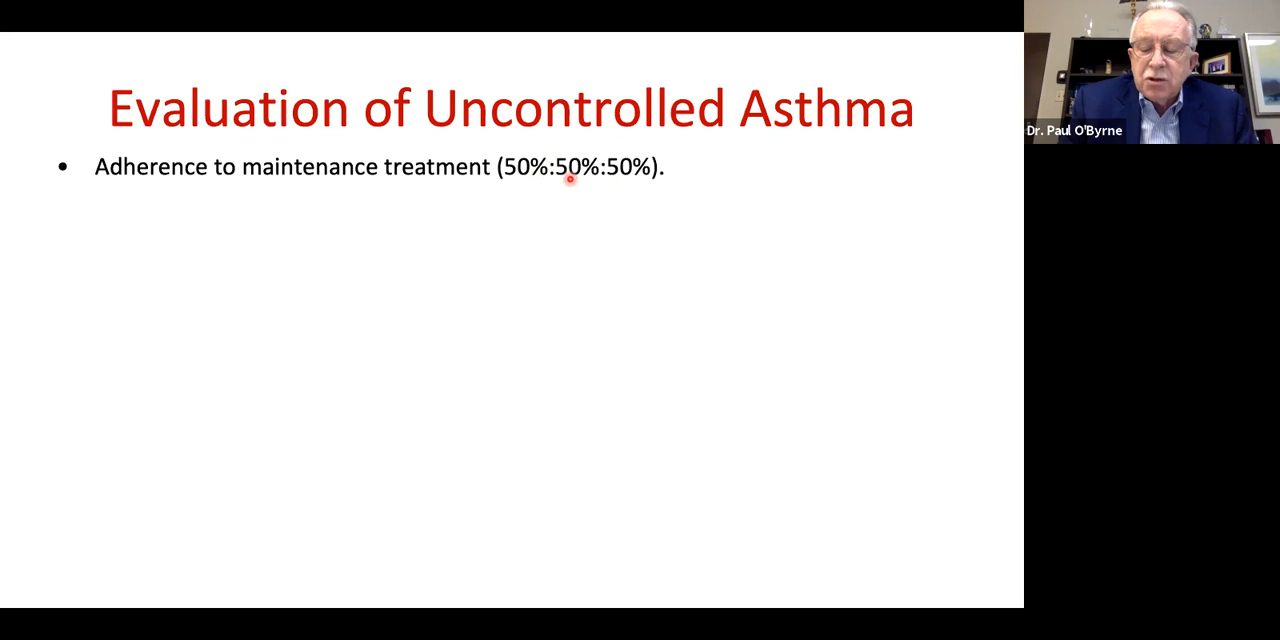 Evaluation of Uncontrolled Asthma
• Adherence to maintenance treatment (50%:50%:50%).
Dr. Paul O'Byrne